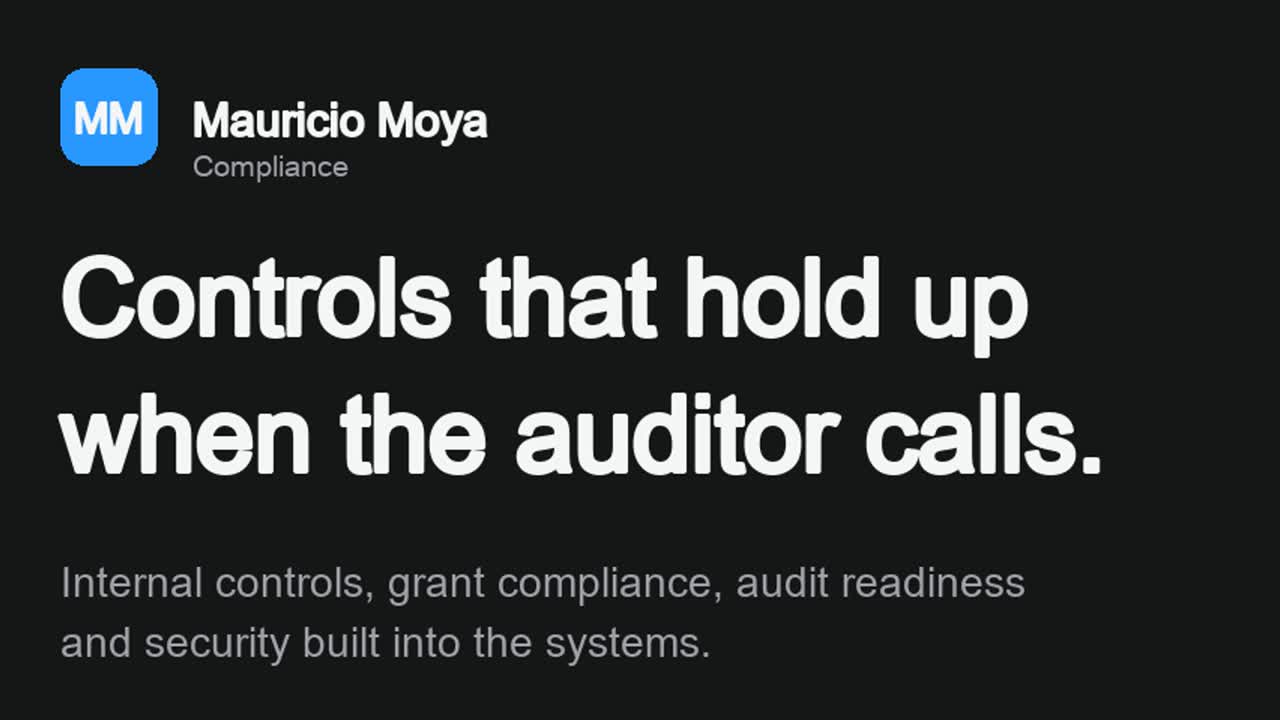 MM
Mauricio Moya
Compliance
Controls that hold up
when the auditor calls.
Internal controls, grant compliance, audit readiness
and security built into the systems.